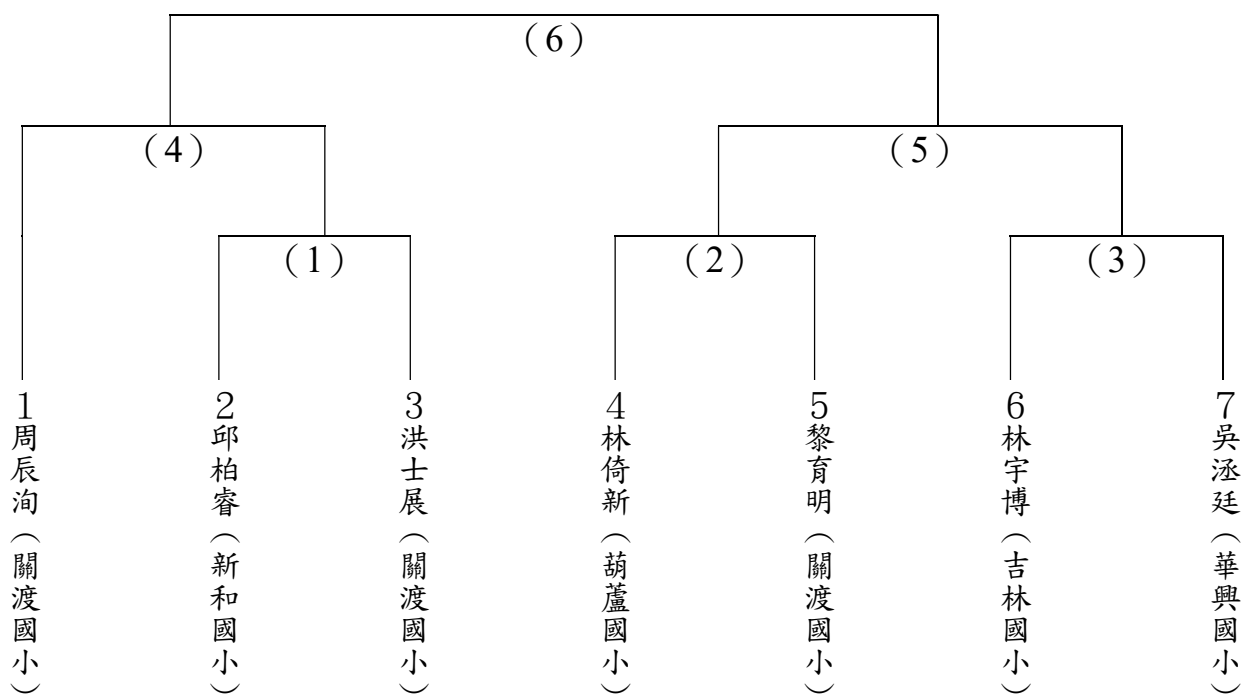 (6)
(4)
(5)
(1)
(2)
(3)
1周辰洵(關渡國小)
2邱柏睿(新和國小)
3洪士展(關渡國小)
4林倚新(葫蘆國小)
5黎育明(關渡國小)
6林宇博(吉林國小)
7吳洆廷(華興國小)